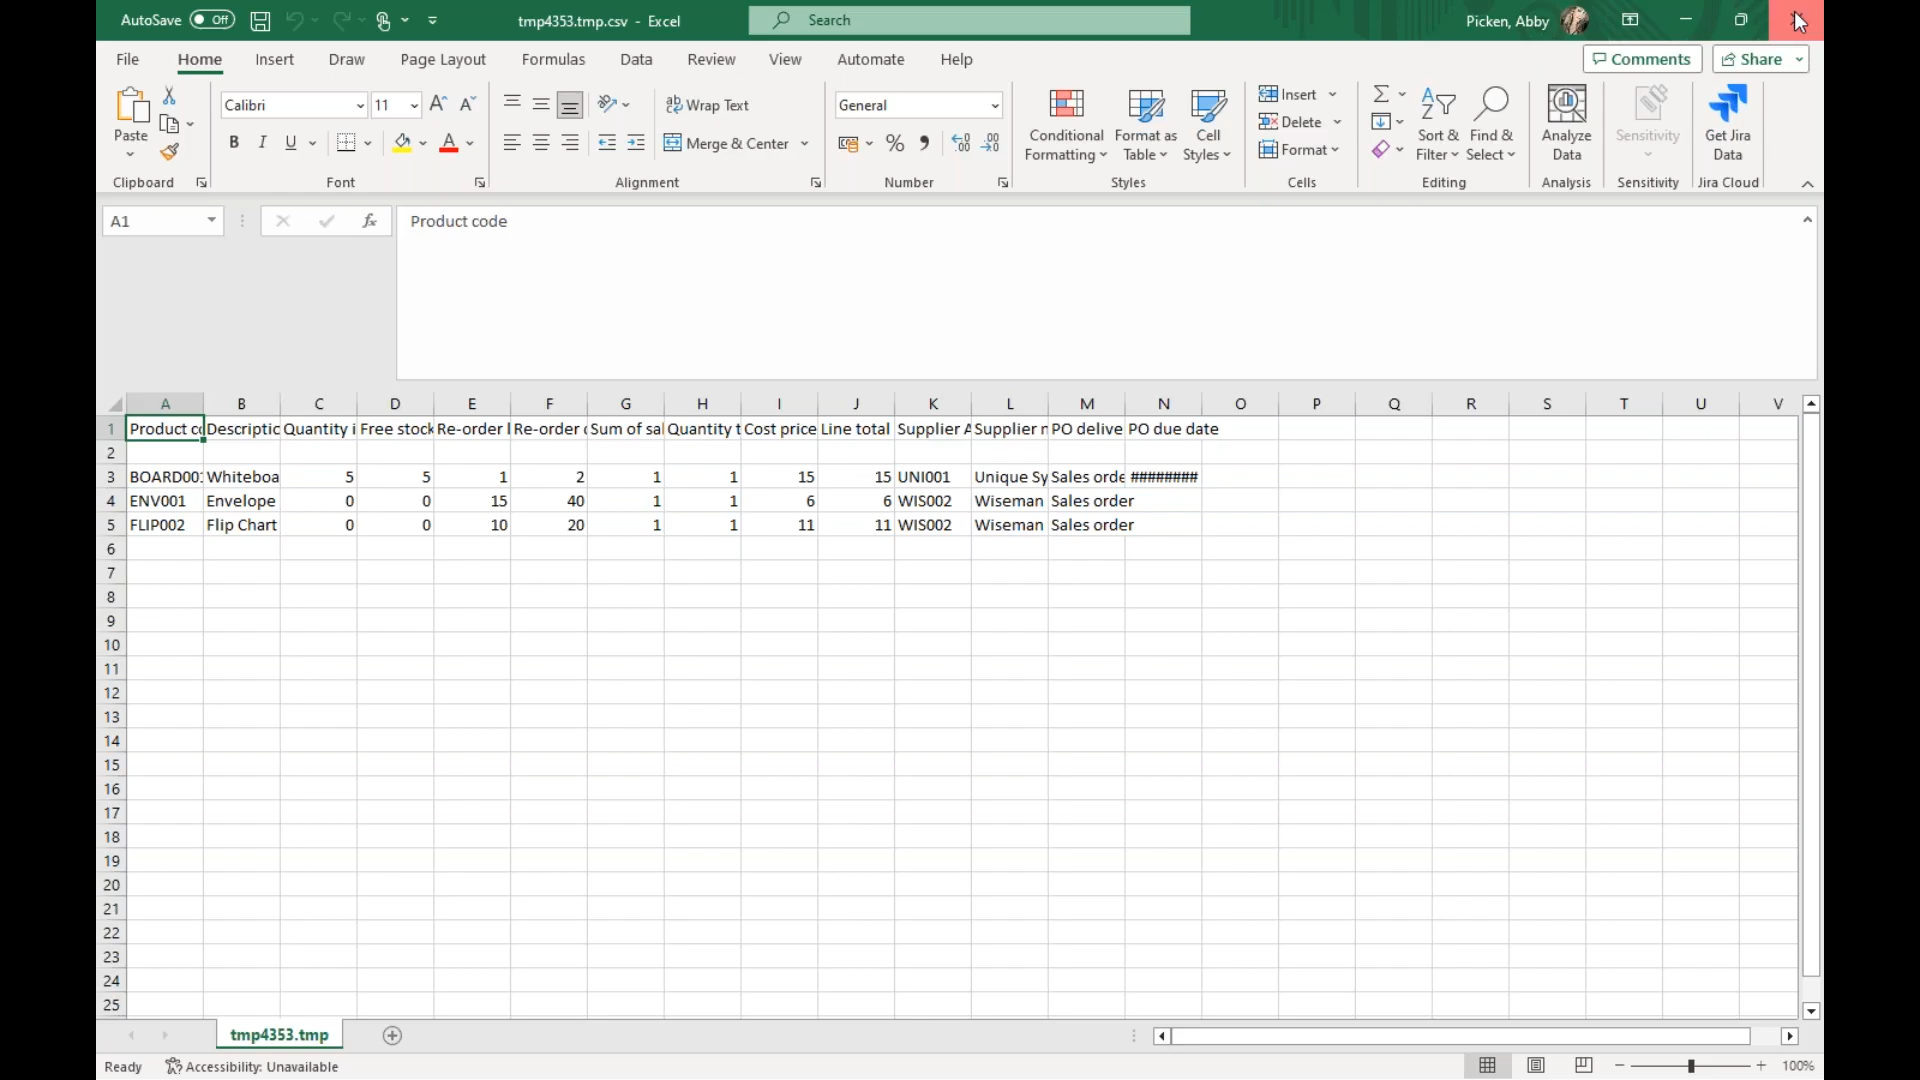 AutoSave Off tmp4353.tmp.csv - Excel Search Picken, Abby
File Home Insert Draw Page Layout Formulas Data Review View Automate Help Comments Share
Calibri 11 A A ab Wrap Text General
Insert
Paste
Conditional Formatting
Format as Table
Cell Styles
Delete
Sort & Filter
Find & Select
Analyze Data
Sensitivity
Get Jira Data
B I U A Merge & Center % Format
Clipboard Font Alignment Number Styles Cells Editing Analysis Sensitivity Jira Cloud
A1 fx Product code
A B C D E F G H I J K L M N O P Q R S T U V
1 Product co Descriptic Quantity i Free stock Re-order l Re-order Sum of sal Quantity t Cost price Line total Supplier A Supplier PO delive PO due date
2
3 BOARD001 Whiteboa 5 5 1 2 1 1 15 15 UNI001 Unique Sy Sales orde ########
4 ENV001 Envelope 0 0 15 40 1 1 6 6 WIS002 Wiseman Sales order
5 FLIP002 Flip Chart 0 0 10 20 1 1 11 11 WIS002 Wiseman Sales order
6
7
8
9
10
11
12
13
14
15
16
17
18
19
20
21
22
23
24
25
tmp4353.tmp
Ready Accessibility: Unavailable 100%